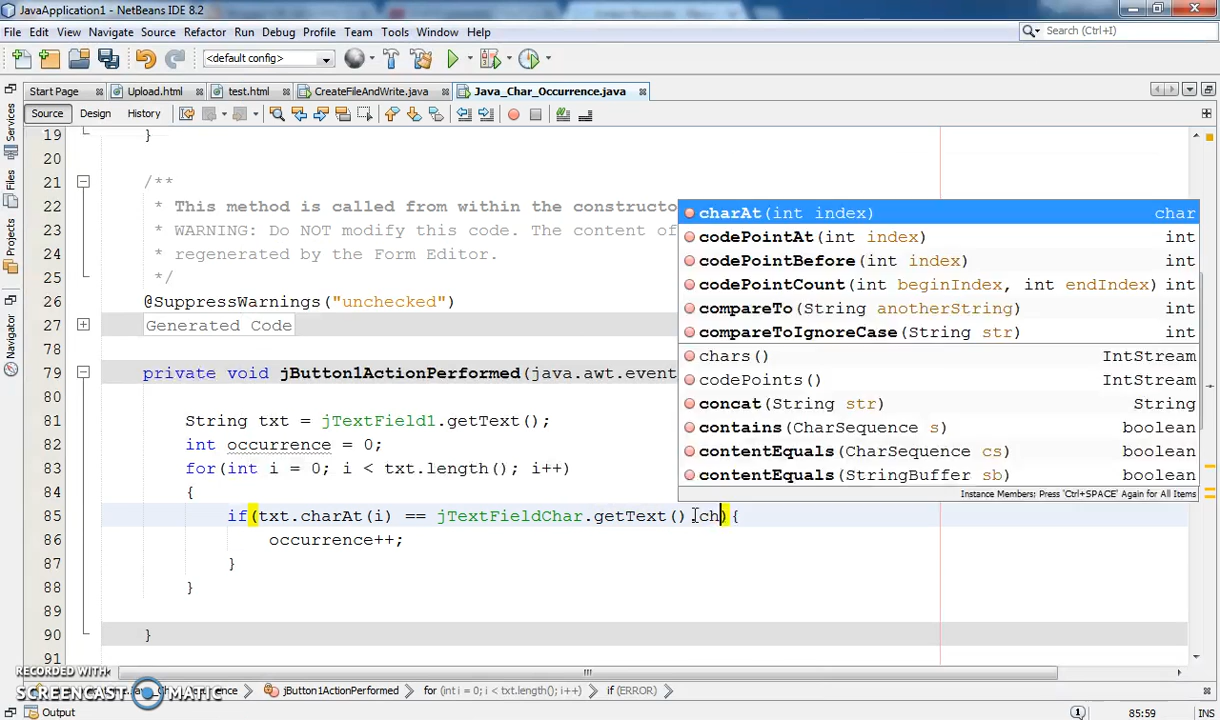 JavaApplication1 - NetBeans IDE 8.2
File Edit View Navigate Source Refactor Run Debug Profile Team Tools Window Help
Search (Ctrl+I)
<default config>
Start Page Upload.html test.html CreateFileAndWrite.java Java_Char_Occurrence.java
Source Design History
Services
Files
Projects
Navigator
19 }
20
21 /**
22 * This method is called from within the constructo
23 * WARNING: Do NOT modify this code. The content of
24 * regenerated by the Form Editor.
25 */
26 @SuppressWarnings("unchecked")
27 Generated Code
78
79 private void jButton1ActionPerformed(java.awt.event
80
81 String txt = jTextField1.getText();
82 int occurrence = 0;
83 for(int i = 0; i < txt.length(); i++)
84 {
85 if(txt.charAt(i) == jTextFieldChar.getText().ch){
86 occurrence++;
87 }
88 }
89
90 }
91
charAt(int index) char
codePointAt(int index) int
codePointBefore(int index) int
codePointCount(int beginIndex, int endIndex) int
compareTo(String anotherString) int
compareToIgnoreCase(String str) int
chars() IntStream
codePoints() IntStream
concat(String str) String
contains(CharSequence s) boolean
contentEquals(CharSequence cs) boolean
contentEquals(StringBuffer sb) boolean
Instance Members; Press 'Ctrl+SPACE' Again for All Items
RECORDED WITH
SCREENCAST MATIC
jButton1ActionPerformed for (int i = 0; i < txt.length(); i++) if (ERROR)
Output 1 85:59 INS